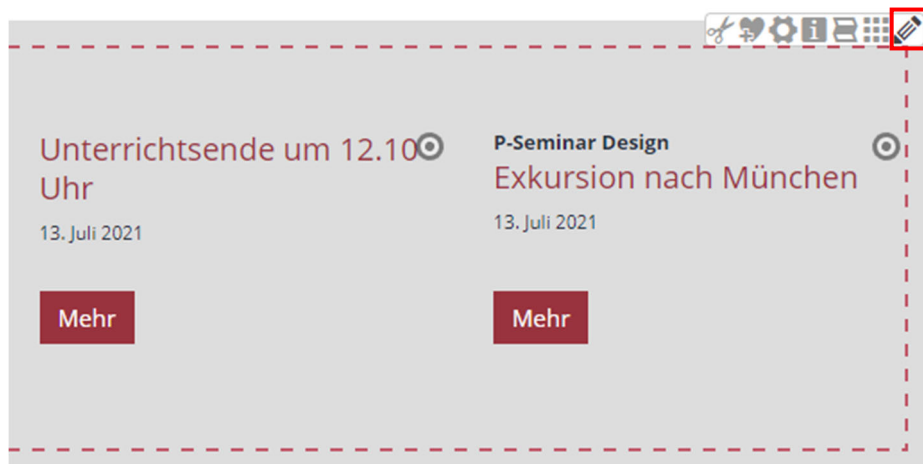 Unterrichtsende um 12.10
Uhr
13. Juli 2021
Mehr
P-Seminar Design
Exkursion nach München
13. Juli 2021
Mehr